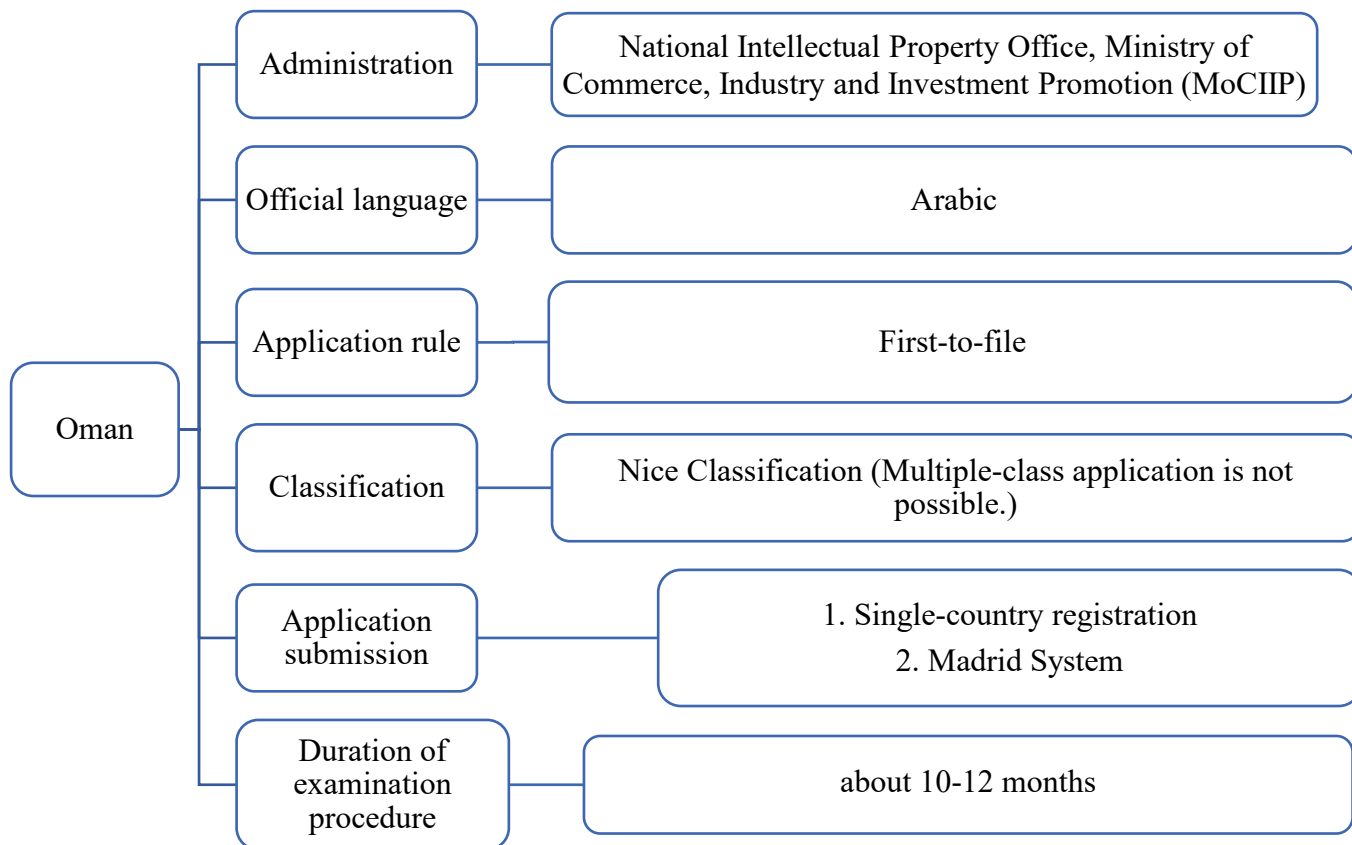 Administration
National Intellectual Property Office, Ministry of
Commerce, Industry and Investment Promotion (MoCIIP)
Official language
Arabic
Application rule
First-to-file
Oman
Classification
Nice Classification (Multiple-class application is not
possible.)
Application
submission
1. Single-country registration
2. Madrid System
Duration of
examination
procedure
about 10-12 months